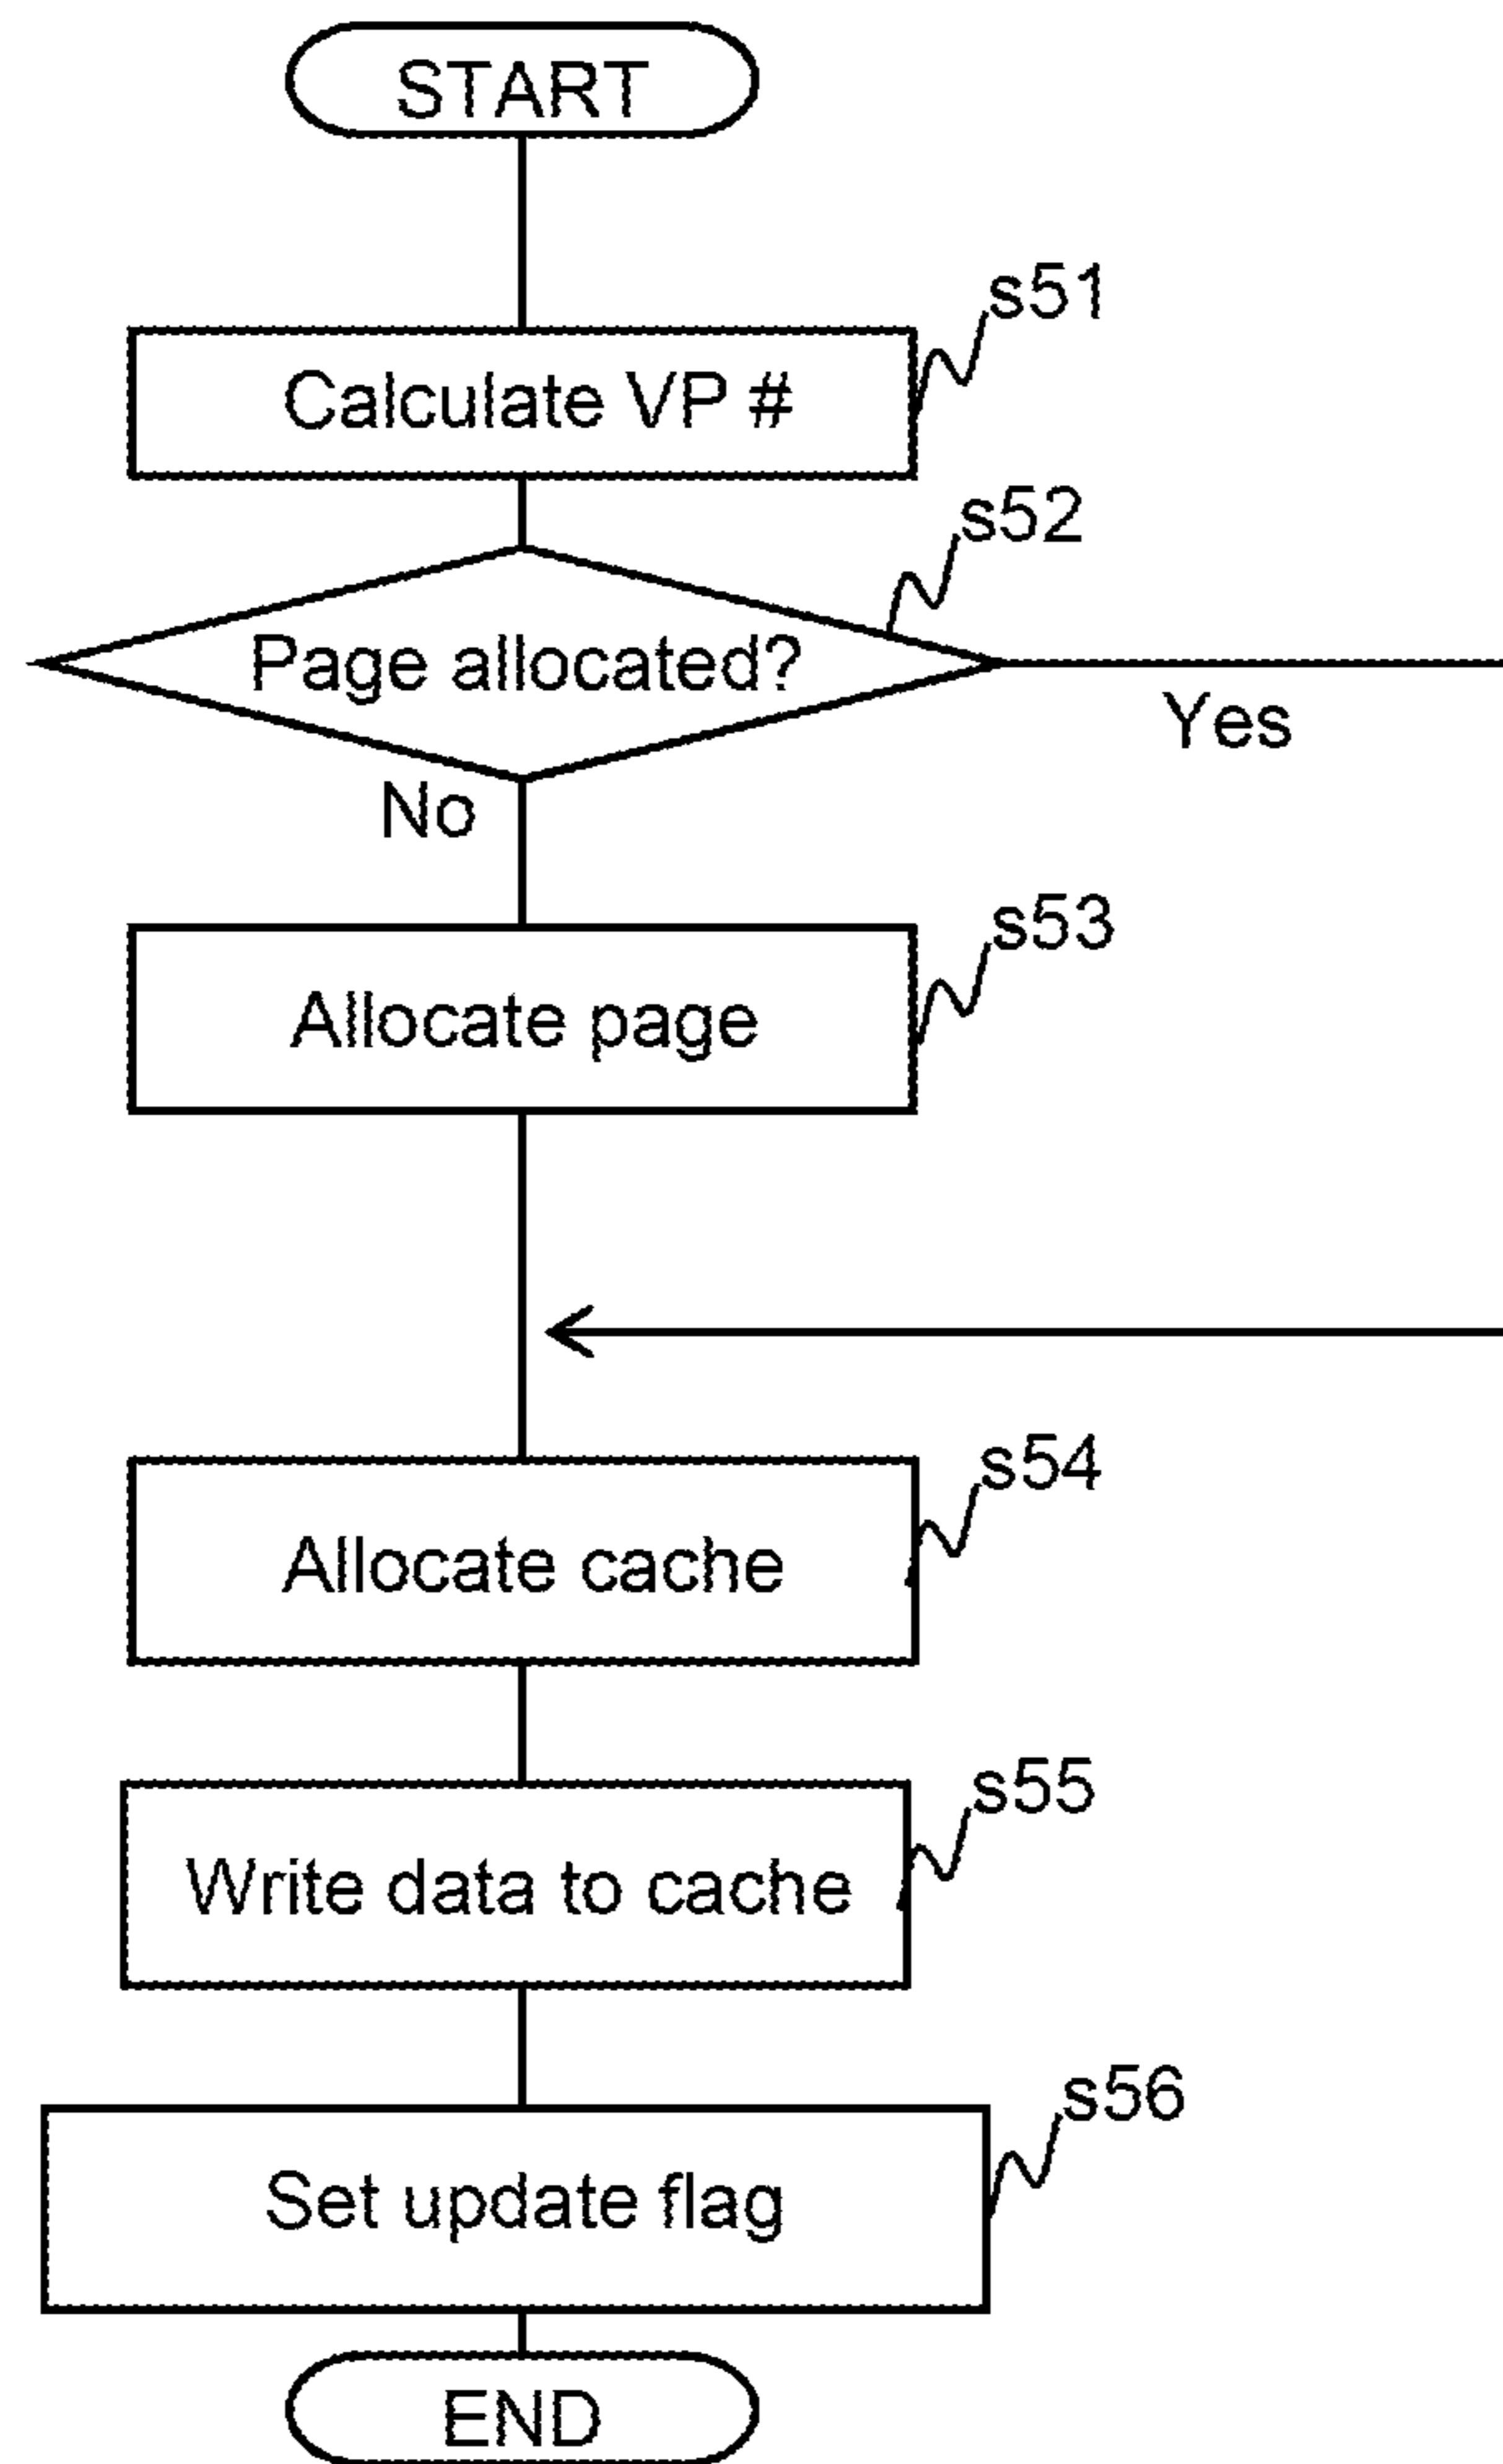 START
s51
Calculate VP #
s52
Page allocated?
Yes
No
s53
Allocate page
s54
Allocate cache
s55
Write data to cache
s56
Set update flag
END